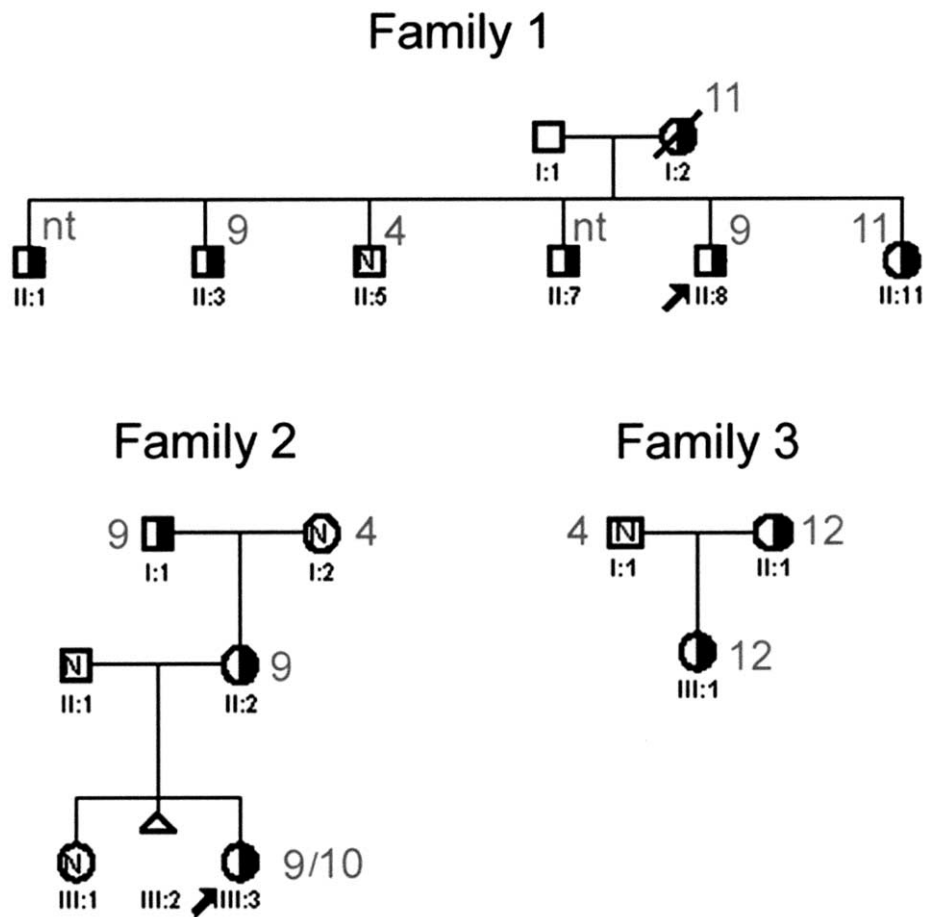 Family 1
11
I:1 I:2
nt 9 4 nt 9 11
N
II:1 II:3 II:5 II:7 II:8 II:11
Family 2 Family 3
9 N 4 4 N 12
I:1 I:2 I:1 II:1
N 9 12
II:1 II:2 III:1
N 9/10
III:1 III:2 III:3